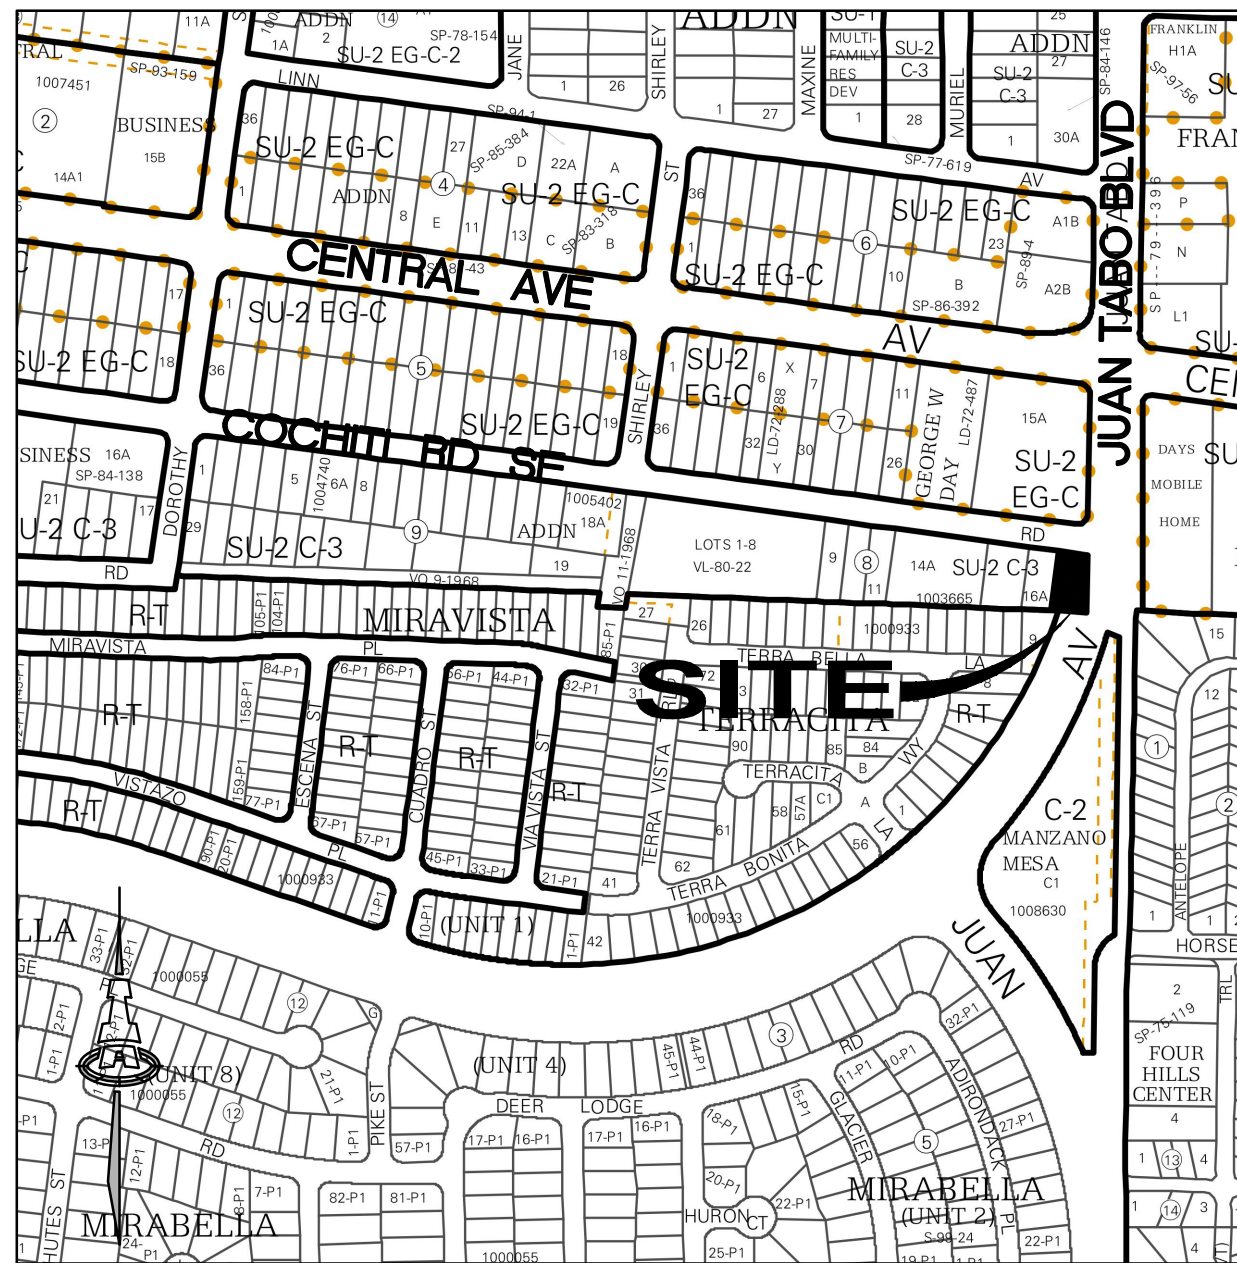 11A
ADDN
14
1A
2
SP-78-154
SU-2 EG-C-2
JANE
1
26
SHIRLEY
ADDN
1
27
MAXINE
SU-1
MULTI-
FAMILY
RES
DEV
1
SU-2
C-3
28
MURIEL
25
ADDN
27
SU-2
C-3
1
30A
SP-84-146
FRANKLIN
H1A
SP-97-56
SP-93-159
1007451
2
BUSINESS
15B
14A1
LINN
SP-94-1
36
SU-2 EG-C
27
SP-85-384
D
22A
A
4
ADDN
SU-2 EG-C
1
8
E
11
13
C
SP-83-318
B
ST
SP-77-619
AV
36
SU-2 EG-C
A1B
6
23
1
SU-2 EG-C
10
B
SP-89-4
A2B
SP-86-392
JUAN TABO BLVD
P
N
SP---79---396
L1
CENTRAL AVE
AV
17
18
SU-2 EG-C
1
SU-2 EG-C
5
18
36
SU-2 EG-C
19
SHIRLEY
1
SU-2
EG-C
6
X
7
11
LD-72-288
LD-72-487
15A
36
32
30
7
Y
26
GEORGE W
DAY
SU-2
EG-C
DAYS
MOBILE
HOME
COCHITI RD SE
RD
16A
SP-84-138
21
17
DOROTHY
RD
1
5
1004740
6A
8
1005402
18A
9
ADDN
29
SU-2 C-3
19
VO 9-1968
VO 11-1968
LOTS 1-8
VL-80-22
9
8
11
14A
SU-2 C-3
1003665
16A
R-T
105-P1
104-P1
MIRAVISTA
85-P1
27
26
1000933
9
MIRAVISTA
PL
TERRA BELLA
LA
AV
15
SITE
TERRACITA
R-T
8
R-T
84-P1
158-P1
159-P1
77-P1
ESCENA ST
76-P1
66-P1
R-T
67-P1
57-P1
CUADRO ST
56-P1
44-P1
R-T
45-P1
33-P1
VIA VISTA ST
32-P1
R-T
21-P1
31
TERRA VISTA
41
90
85
84
B
WY
TERRACITA
58
57A
C1
A
1
61
62
56
LA
TERRA BONITA
1000933
12
1
2
C-2
MANZANO
MESA
C1
1008630
ANTELOPE
1
1
R-T
VISTAZO
PL
90-P1
20-P1
1000933
11-P1
10-P1
(UNIT 1)
1-P1
42
JUAN
HORSE
33-P1
32-P1
1000055
12
G
2-P1
1-P1
(UNIT 8)
1000055
12
21-P1
1-P1
PIKE ST
(UNIT 4)
45-P1
44-P1
3
RD
32-P1
11-P1
10-P1
GLACIER
ADIRONDACK
PL
27-P1
5
TRL
2
SP-75-119
FOUR
HILLS
CENTER
4
1
13
4
1
14
3
4
DEER LODGE
RD
57-P1
17-P1
16-P1
17-P1
16-P1
18-P1
15-P1
20-P1
22-P1
HURON
CT
25-P1
12-P1
7-P1
82-P1
81-P1
MIRABELLA
24-
P1
1000055
MIRABELLA
(UNIT 2)
S-99-24
22-P1
19-P1